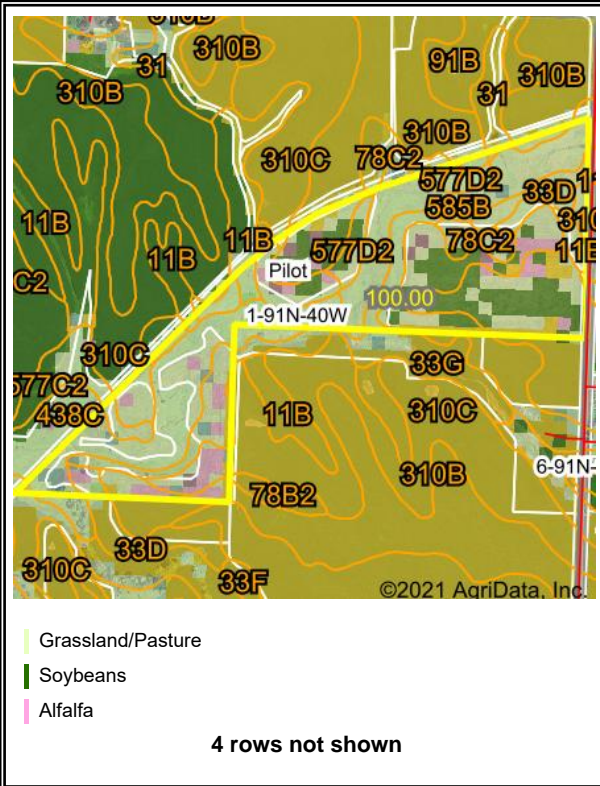 310B
310B
31
310B
91B
310B
31
310B
310C
78C2
577D2
33D
11
585B
310
11B
11B
78C2
577D2
11B
11B
C2
Pilot
100.00
1-91N-40W
310C
33G
577C2
438C
11B
310C
310B
6-91N-
78B2
33D
310C
33F
©2021 AgriData, Inc.
Grassland/Pasture
Soybeans
Alfalfa
4 rows not shown